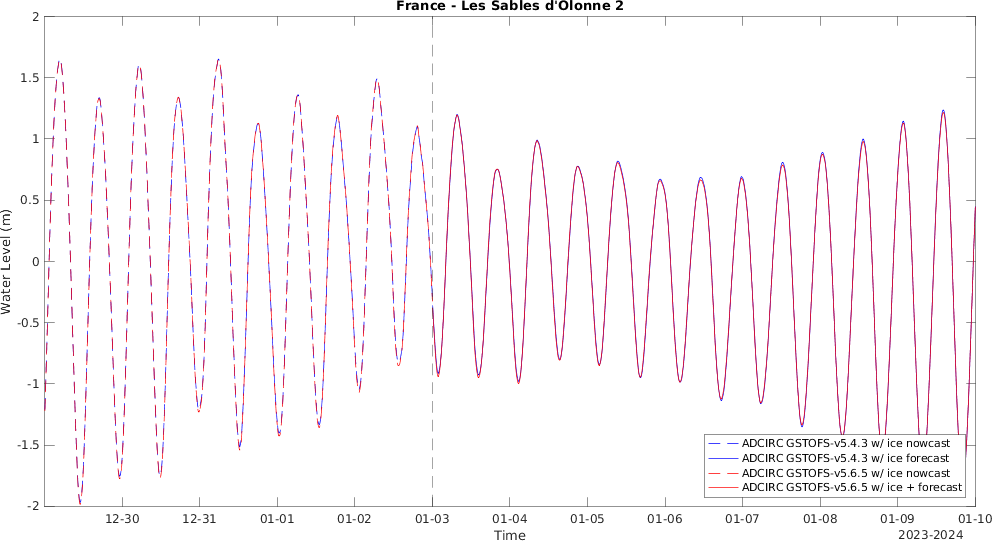 France - Les Sables d'Olonne 2
2
1.5
1
0.5
0
-0.5
-1
-1.5
-2
Water Level (m)
12-30 12-31 01-01 01-02 01-03 01-04 01-05 01-06 01-07 01-08 01-09 01-10
Time
2023-2024
ADCIRC GSTOFS-v5.4.3 w/ ice nowcast
ADCIRC GSTOFS-v5.4.3 w/ ice forecast
ADCIRC GSTOFS-v5.6.5 w/ ice nowcast
ADCIRC GSTOFS-v5.6.5 w/ ice + forecast